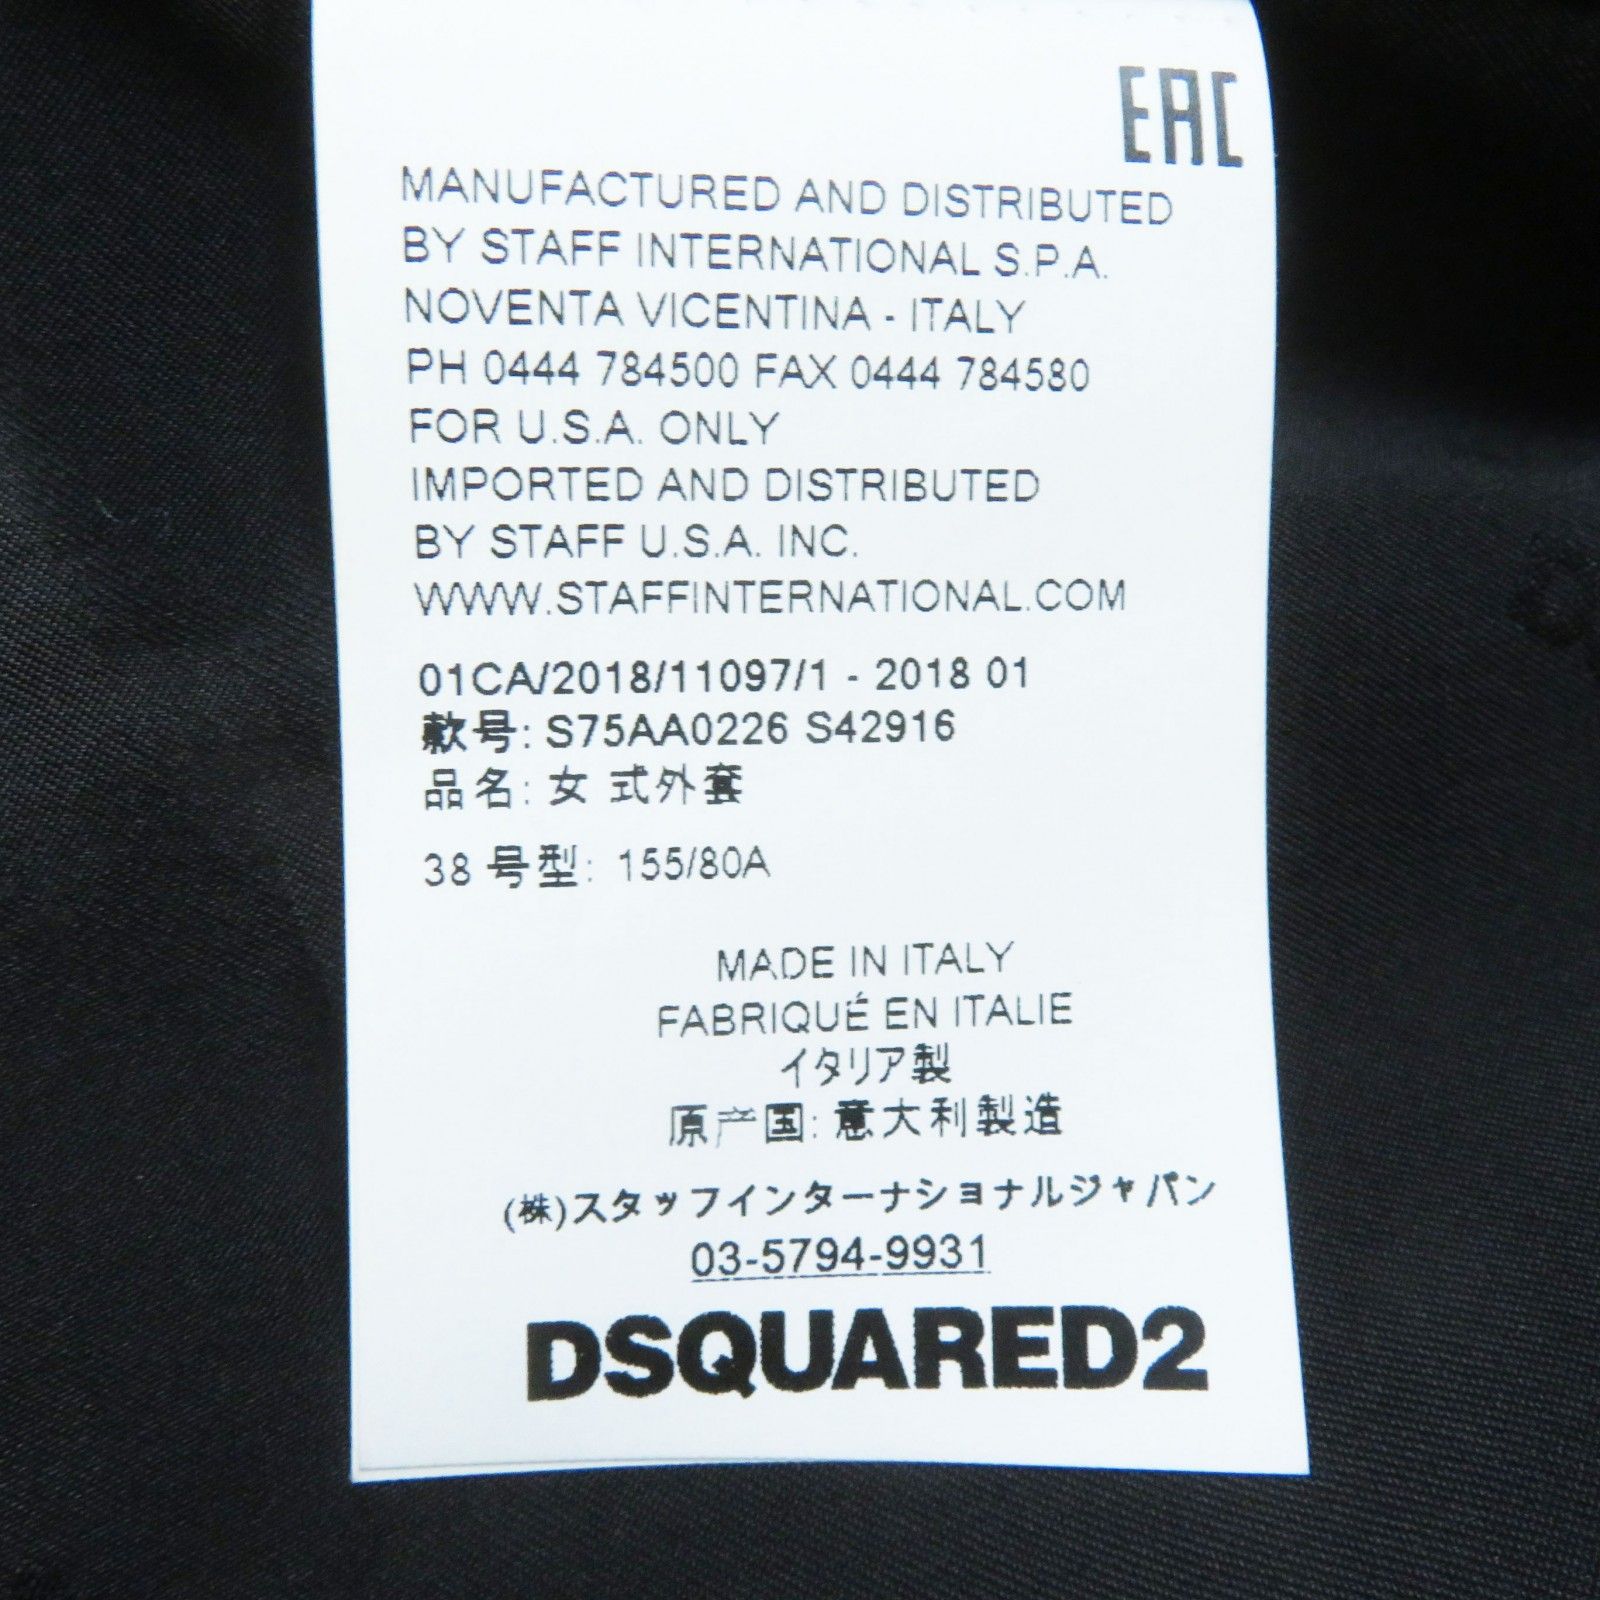 EAC
MANUFACTURED AND DISTRIBUTED
BY STAFF INTERNATIONAL S.P.A.
NOVENTA VICENTINA - ITALY
PH 0444 784500 FAX 0444 784580
FOR U.S.A. ONLY
IMPORTED AND DISTRIBUTED
BY STAFF U.S.A. INC.
WWW.STAFFINTERNATIONAL.COM
01CA/2018/11097/1 - 2018 01
款号: S75AA0226 S42916
品名: 女 式外套
38 号型: 155/80A
MADE IN ITALY
FABRIQUÉ EN ITALIE
イタリア製
原产国: 意大利製造
(株)スタッフインターナショナルジャパン
03-5794-9931
DSQUARED2